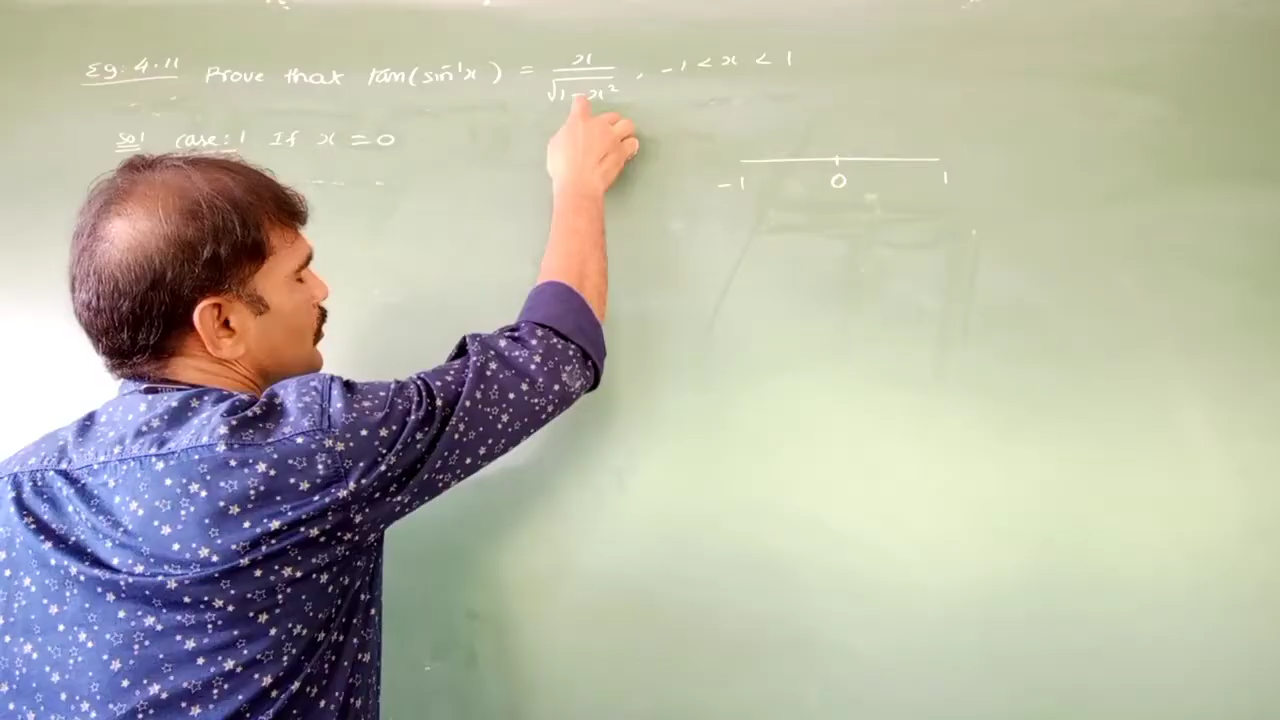 Eg: 4.11 Prove that tan(sin⁻¹x) = x/√1-x² , -1 < x < 1
Sol Case: 1 If x = 0
-1 0 1